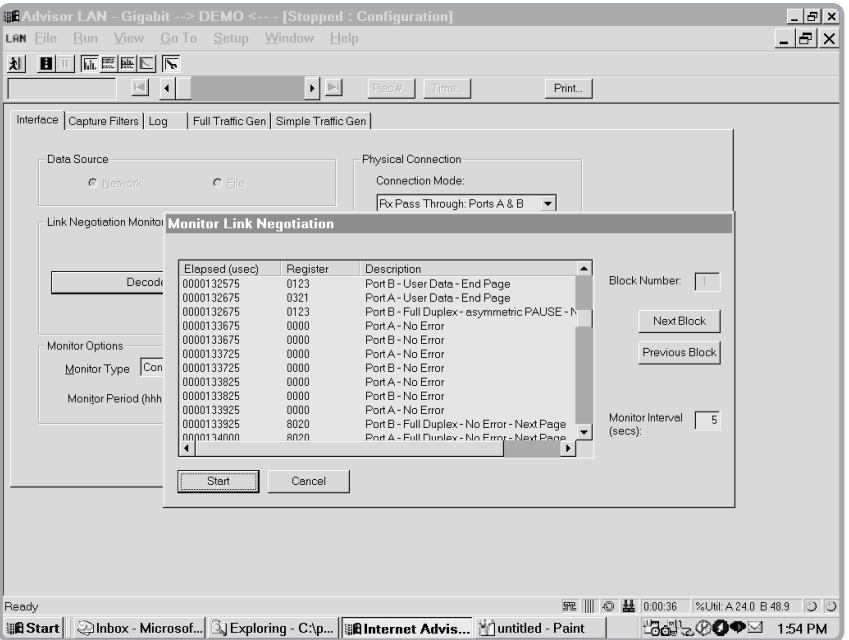 Advisor LAN - Gigabit --> DEMO <-- - [Stopped : Configuration]
LAN File Run View Go To Setup Window Help
Rec#... Time... Print...
Interface Capture Filters Log Full Traffic Gen Simple Traffic Gen
Data Source
Network File
Physical Connection
Connection Mode:
Rx Pass Through: Ports A & B
Link Negotiation Monitor
Monitor Link Negotiation
Decode
Elapsed (usec) Register Description
0000132575 0123 Port B - User Data - End Page
0000132675 0321 Port A - User Data - End Page
0000132675 0123 Port B - Full Duplex - asymmetric PAUSE - N
0000133675 0000 Port A - No Error
0000133675 0000 Port B - No Error
0000133725 0000 Port A - No Error
0000133725 0000 Port B - No Error
0000133825 0000 Port A - No Error
0000133825 0000 Port B - No Error
0000133925 0000 Port A - No Error
0000133925 8020 Port B - Full Duplex - No Error - Next Page
0000134000 8020 Port A - Full Duplex - No Error - Next Page
Block Number: 1
Next Block
Previous Block
Monitor Interval (secs): 5
Monitor Options
Monitor Type Con
Monitor Period (hhh
Start Cancel
Ready
0:00:36 %Util: A 24.0 B 48.9
Start Inbox - Microsof... Exploring - C:\p... Internet Advis... untitled - Paint 1:54 PM